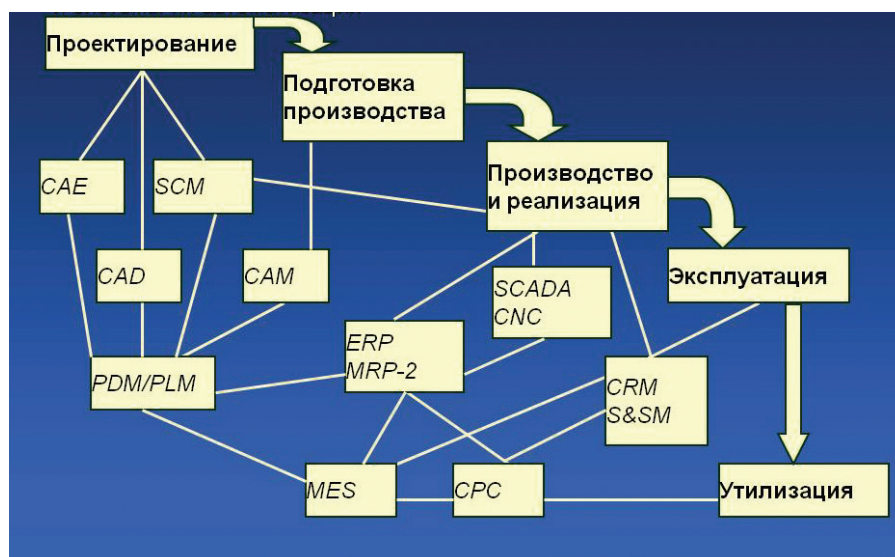 Проектирование
Подготовка
производства
Производство
и реализация
CAE
SCM
CAD
CAM
SCADA
CNC
Эксплуатация
ERP
MRP-2
PDM/PLM
CRM
S&SM
MES
CPC
Утилизация